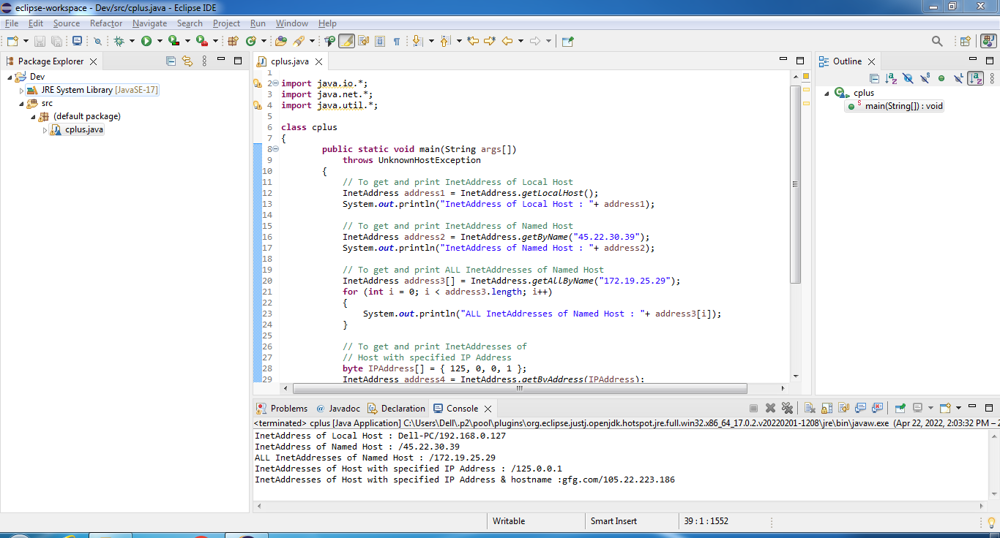 eclipse-workspace - Dev/src/cplus.java - Eclipse IDE
File Edit Source Refactor Navigate Search Project Run Window Help
Package Explorer
Dev
JRE System Library [JavaSE-17]
src
(default package)
cplus.java
cplus.java
1
2 import java.io.*;
3 import java.net.*;
4 import java.util.*;
5
6 class cplus
7 {
8 public static void main(String args[])
9 throws UnknownHostException
10 {
11 // To get and print InetAddress of Local Host
12 InetAddress address1 = InetAddress.getLocalHost();
13 System.out.println("InetAddress of Local Host : "+ address1);
14
15 // To get and print InetAddress of Named Host
16 InetAddress address2 = InetAddress.getByName("45.22.30.39");
17 System.out.println("InetAddress of Named Host : "+ address2);
18
19 // To get and print ALL InetAddresses of Named Host
20 InetAddress address3[] = InetAddress.getAllByName("172.19.25.29");
21 for (int i = 0; i < address3.length; i++)
22 {
23 System.out.println("ALL InetAddresses of Named Host : "+ address3[i]);
24 }
25
26 // To get and print InetAddresses of
27 // Host with specified IP Address
28 byte IPAddress[] = { 125, 0, 0, 1 };
29 InetAddress address4 = InetAddress.getByAddress(IPAddress);
Outline
cplus
main(String[]) : void
Problems @ Javadoc Declaration Console
<terminated> cplus [Java Application] C:\Users\Dell\.p2\pool\plugins\org.eclipse.justj.openjdk.hotspot.jre.full.win32.x86_64_17.0.2.v20220201-1208\jre\bin\javaw.exe (Apr 22, 2022, 2:03:32 PM – 2
InetAddress of Local Host : Dell-PC/192.168.0.127
InetAddress of Named Host : /45.22.30.39
ALL InetAddresses of Named Host : /172.19.25.29
InetAddresses of Host with specified IP Address : /125.0.0.1
InetAddresses of Host with specified IP Address & hostname :gfg.com/105.22.223.186
Writable
Smart Insert
39 : 1 : 1552